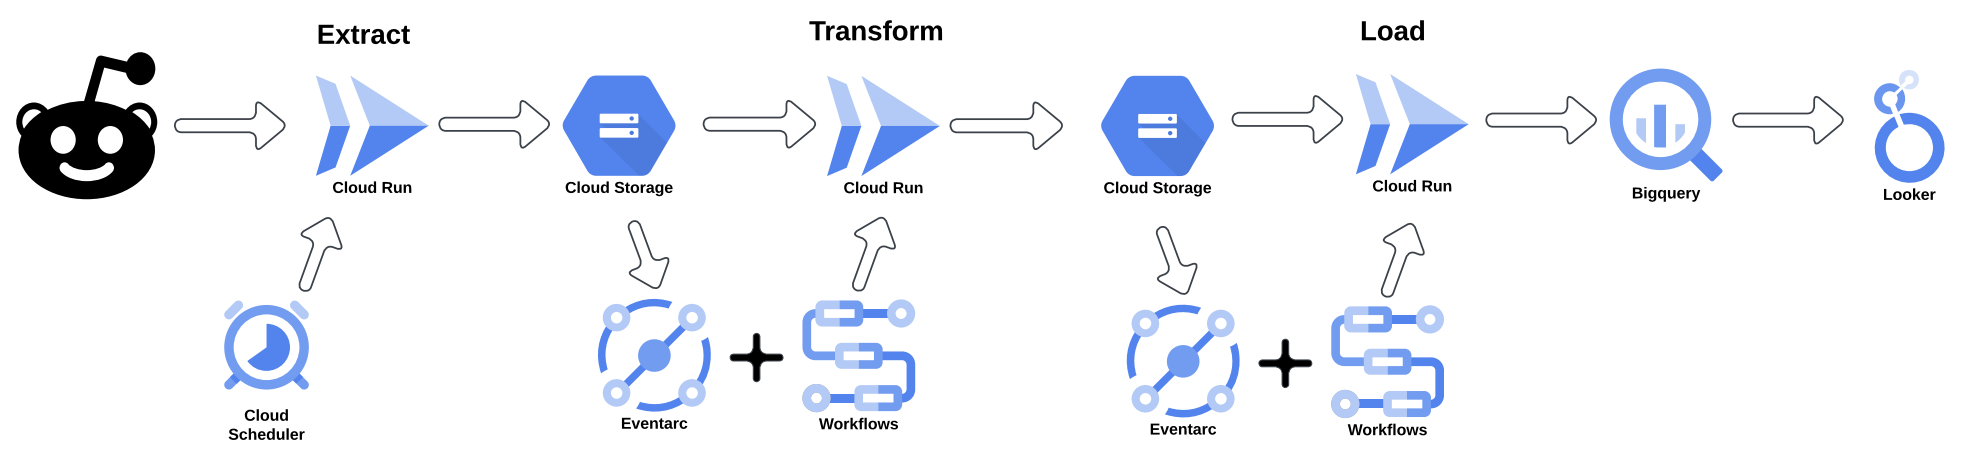 Extract
Transform
Load
Cloud Run
Cloud Storage
Cloud Run
Cloud Storage
Cloud Run
Bigquery
Looker
Cloud
Scheduler
Eventarc
Workflows
Eventarc
Workflows